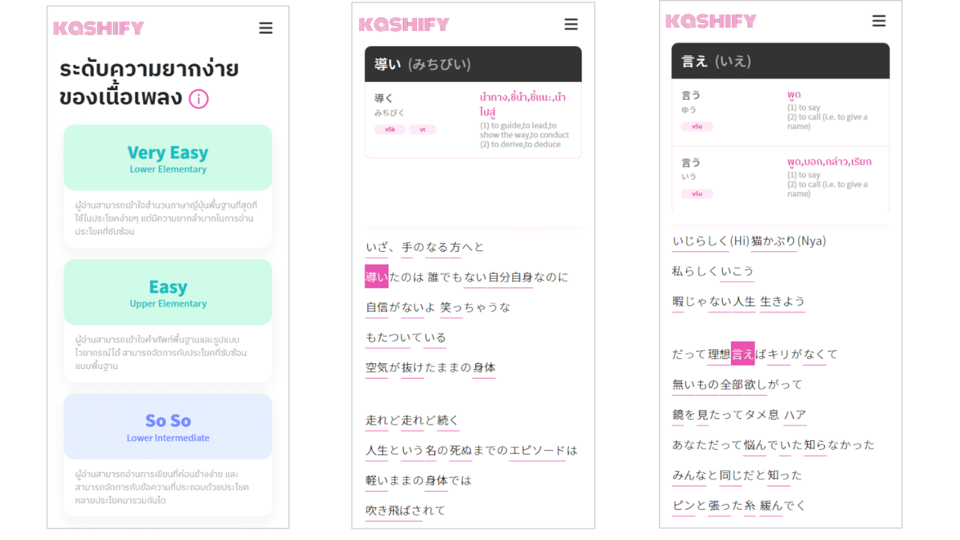 KASHIFY
ระดับความยากง่าย
ของเนื้อเพลง
Very Easy
Lower Elementary
ผู้อ่านสามารถเข้าใจสำนวนภาษาญี่ปุ่นพื้นฐานที่สุดที่
ใช้ในประโยคง่ายๆ แต่มีความยากลำบากในการอ่าน
ประโยคที่ซับซ้อน
Easy
Upper Elementary
ผู้อ่านสามารถเข้าใจคำศัพท์พื้นฐานและรูปแบบ
ไวยากรณ์ได้ สามารถจัดการกับประโยคที่ซับซ้อน
แบบพื้นฐาน
So So
Lower Intermediate
ผู้อ่านสามารถอ่านการเขียนที่ค่อนข้างง่าย และ
สามารถจัดการกับข้อความที่ประกอบด้วยประโยค
หลายประโยคมารวมกันได้
KASHIFY
導い (みちびい)
導く
みちびく
v5k vt
นำทาง,ชี้นำ,ชี้แนะ,นำ
ไปสู่
(1) to guide,to lead,to
show the way,to conduct
(2) to derive,to deduce
いざ、手のなる方へと
導いたのは 誰でもない自分自身なのに
自信がないよ 笑っちゃうな
もたついている
空気が抜けたままの身体
走れど走れど続く
人生という名の死ぬまでのエピソードは
軽いままの身体では
吹き飛ばされて
KASHIFY
言え (いえ)
言う
ゆう
v5u
พูด
(1) to say
(2) to call (i.e. to give a
name)
言う
いう
v5u
พูด,บอก,กล่าว,เรียก
(1) to say
(2) to call (i.e. to give a
name)
いじらしく(Hi)猫かぶり(Nya)
私らしくいこう
暇じゃない人生 生きよう
だって理想言えばキリがなくて
無いもの全部欲しがって
鏡を見たってタメ息 ハア
あなただって悩んでいた知らなかった
みんなと同じだと知った
ピンと張った糸 緩んでく